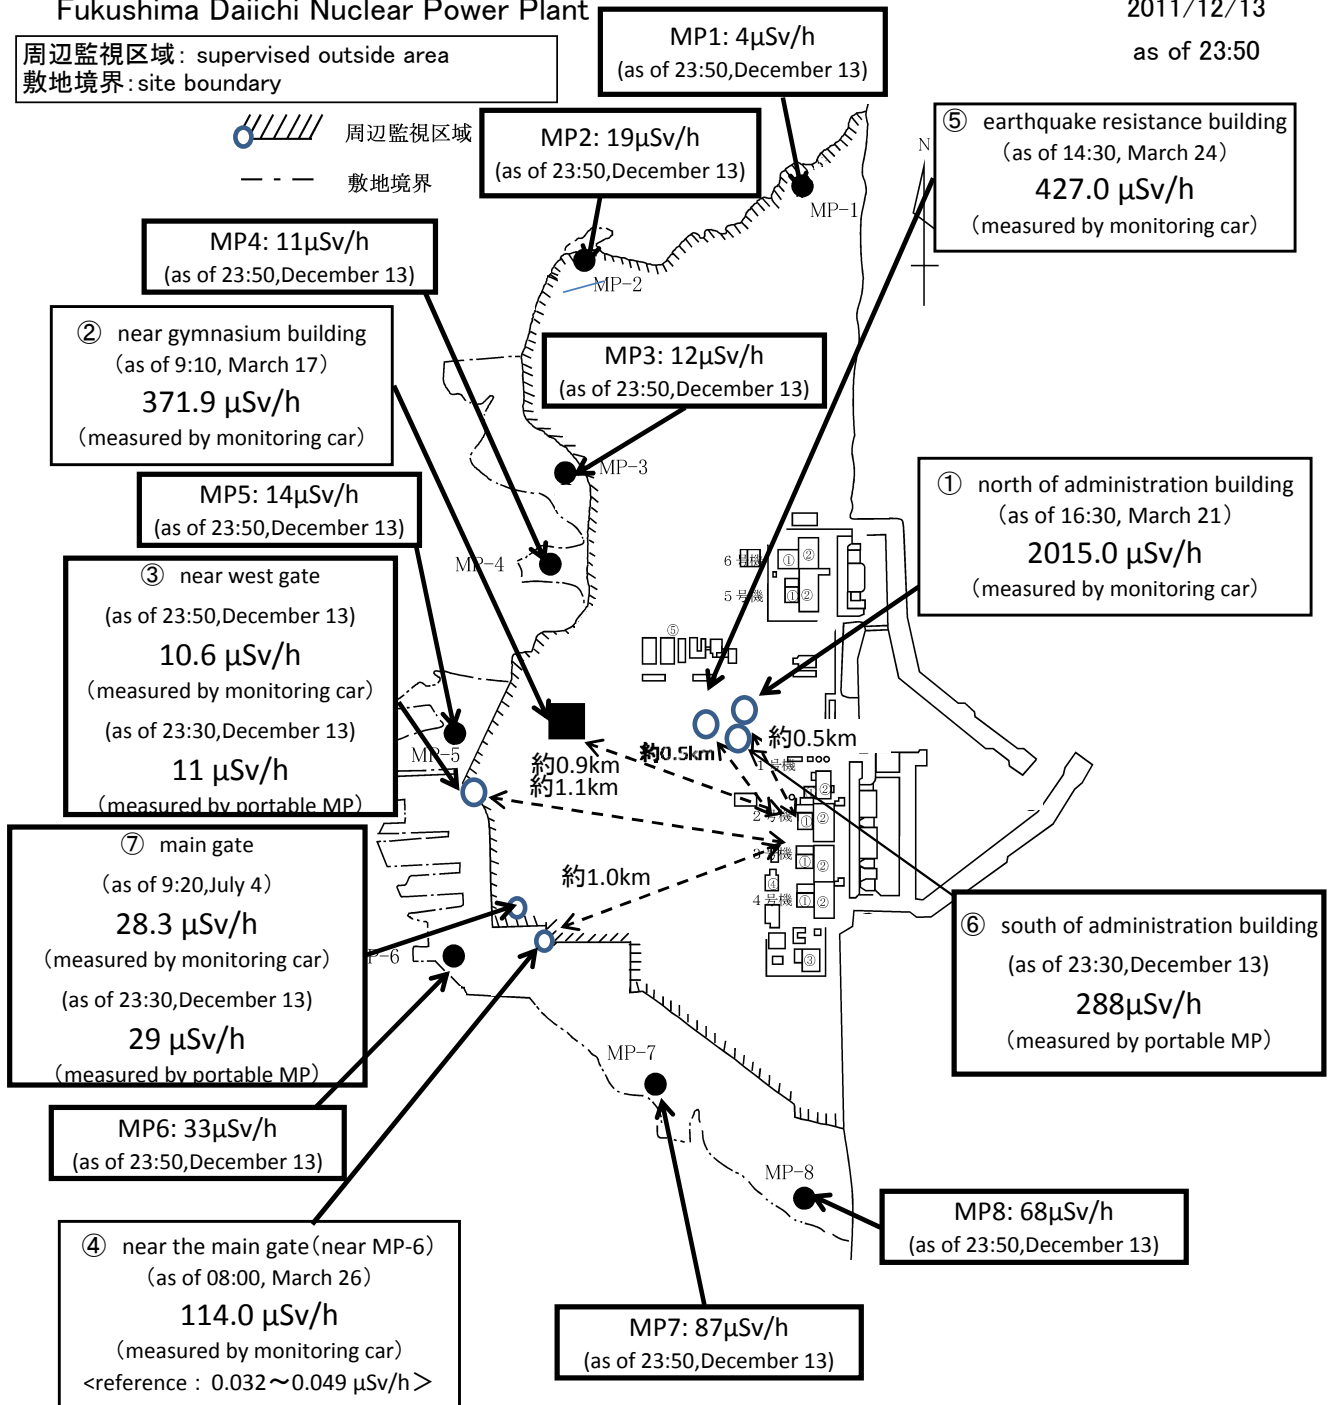 Fukushima Daiichi Nuclear Power Plant
2011/12/13
as of 23:50
周辺監視区域: supervised outside area
敷地境界:site boundary
周辺監視区域
敷地境界
N
MP1: 4μSv/h
(as of 23:50,December 13)
MP-1
MP2: 19μSv/h
(as of 23:50,December 13)
MP-2
⑤ earthquake resistance building
(as of 14:30, March 24)
427.0 μSv/h
(measured by monitoring car)
MP4: 11μSv/h
(as of 23:50,December 13)
② near gymnasium building
(as of 9:10, March 17)
371.9 μSv/h
(measured by monitoring car)
MP3: 12μSv/h
(as of 23:50,December 13)
MP-3
MP5: 14μSv/h
(as of 23:50,December 13)
MP-4
① north of administration building
(as of 16:30, March 21)
2015.0 μSv/h
(measured by monitoring car)
③ near west gate
(as of 23:50,December 13)
10.6 μSv/h
(measured by monitoring car)
(as of 23:30,December 13)
11 μSv/h
(measured by portable MP)
MP-5
6号機
① ②
5号機
① ②
⑤
約0.5km
約0.5km
約0.9km
約1.1km
1号機
②
2号機
① ②
3号機
① ②
④
4号機
① ②
③
約1.0km
⑦ main gate
(as of 9:20,July 4)
28.3 μSv/h
(measured by monitoring car)
(as of 23:30,December 13)
29 μSv/h
(measured by portable MP)
P-6
⑥ south of administration building
(as of 23:30,December 13)
288μSv/h
(measured by portable MP)
MP-7
MP6: 33μSv/h
(as of 23:50,December 13)
MP-8
MP8: 68μSv/h
(as of 23:50,December 13)
④ near the main gate(near MP-6)
(as of 08:00, March 26)
114.0 μSv/h
(measured by monitoring car)
<reference : 0.032～0.049 μSv/h＞
MP7: 87μSv/h
(as of 23:50,December 13)